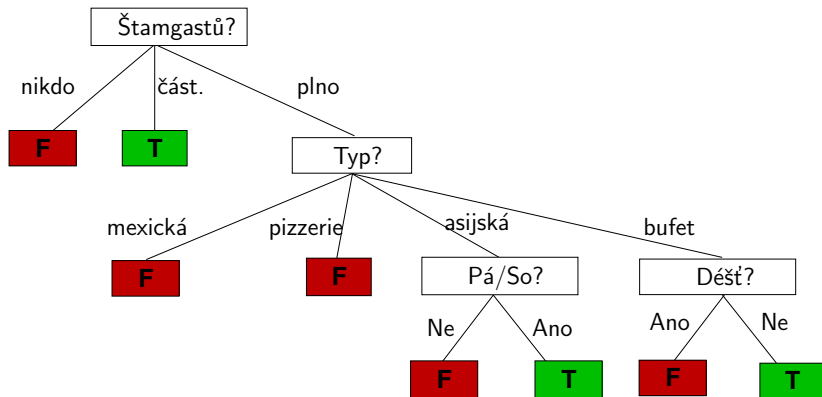 Štamgastů?
nikdo
část.
plno
F
T
Typ?
mexická
pizzerie
asijská
bufet
F
F
Pá/So?
Déšť?
Ne
Ano
Ano
Ne
F
T
F
T